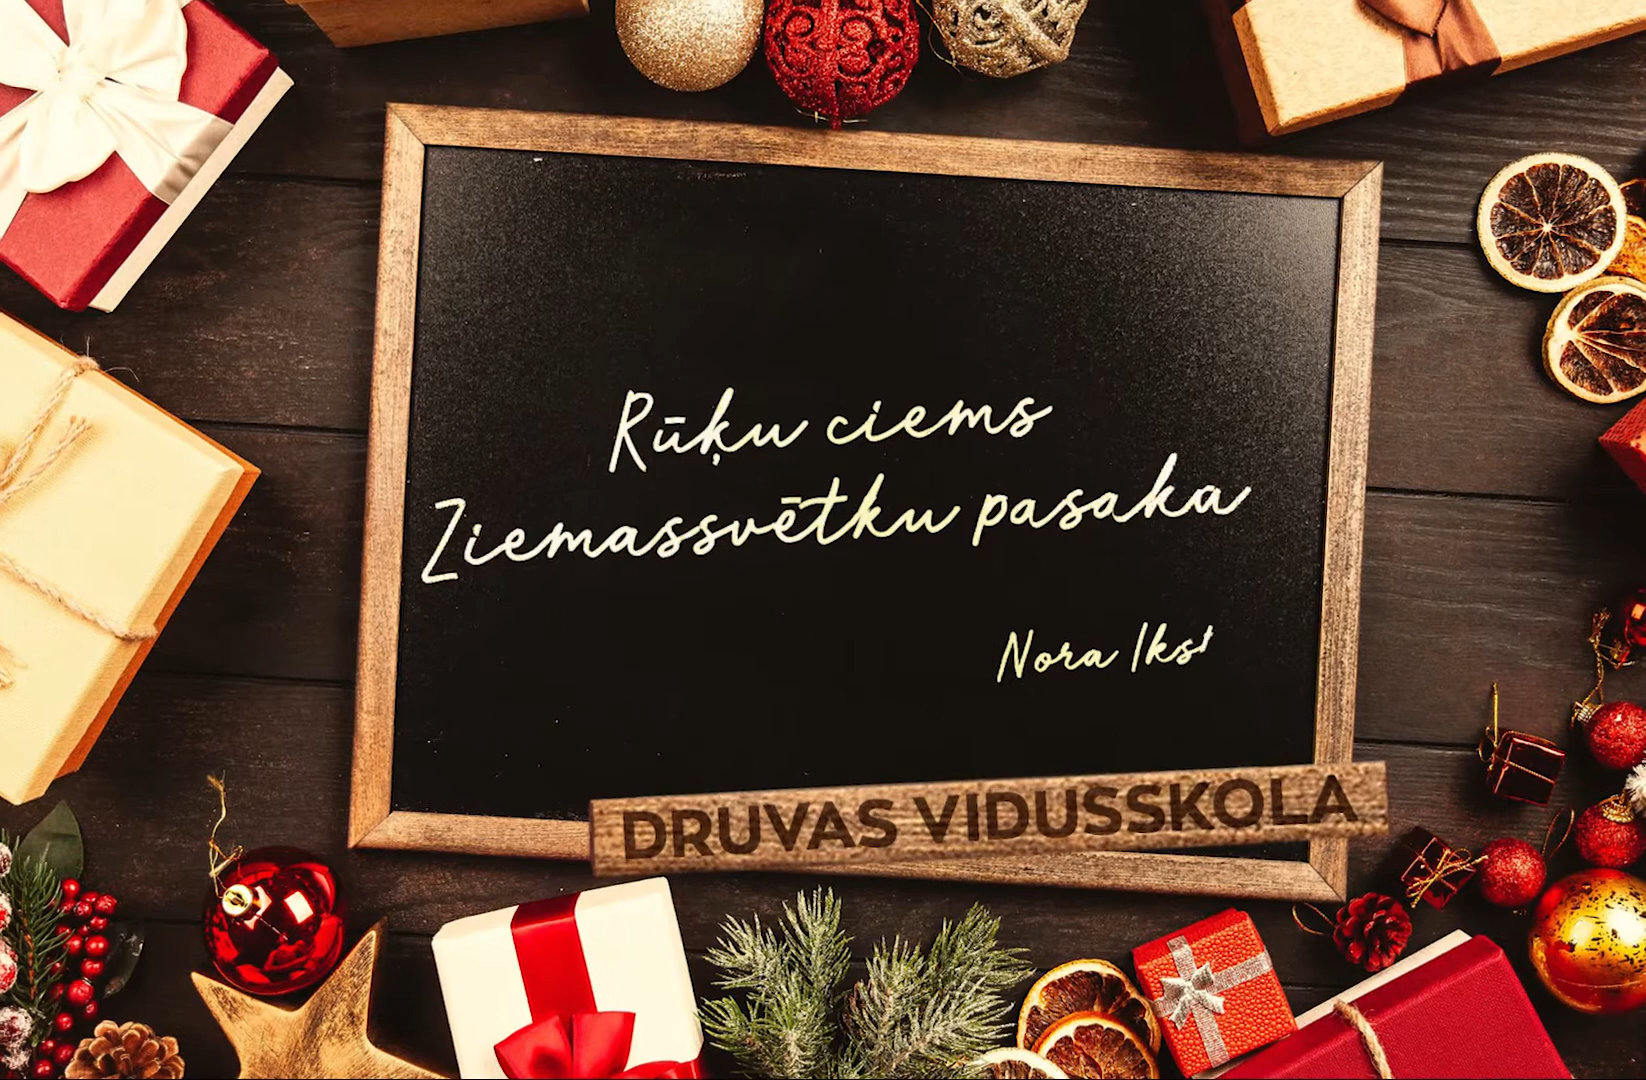 Rūķu ciems
Ziemassvētku pasaka
Nora Ikst
DRUVAS VIDUSSKOLA